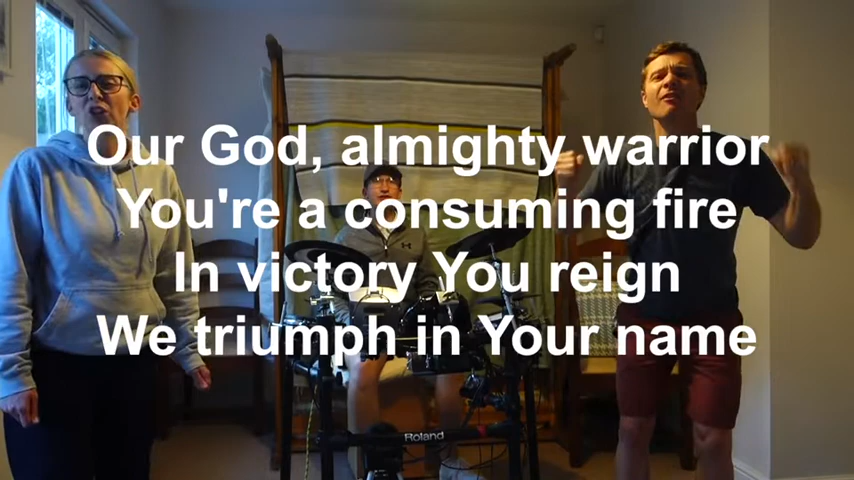 Our God, almighty warrior
You're a consuming fire
In victory You reign
We triumph in Your name
Roland